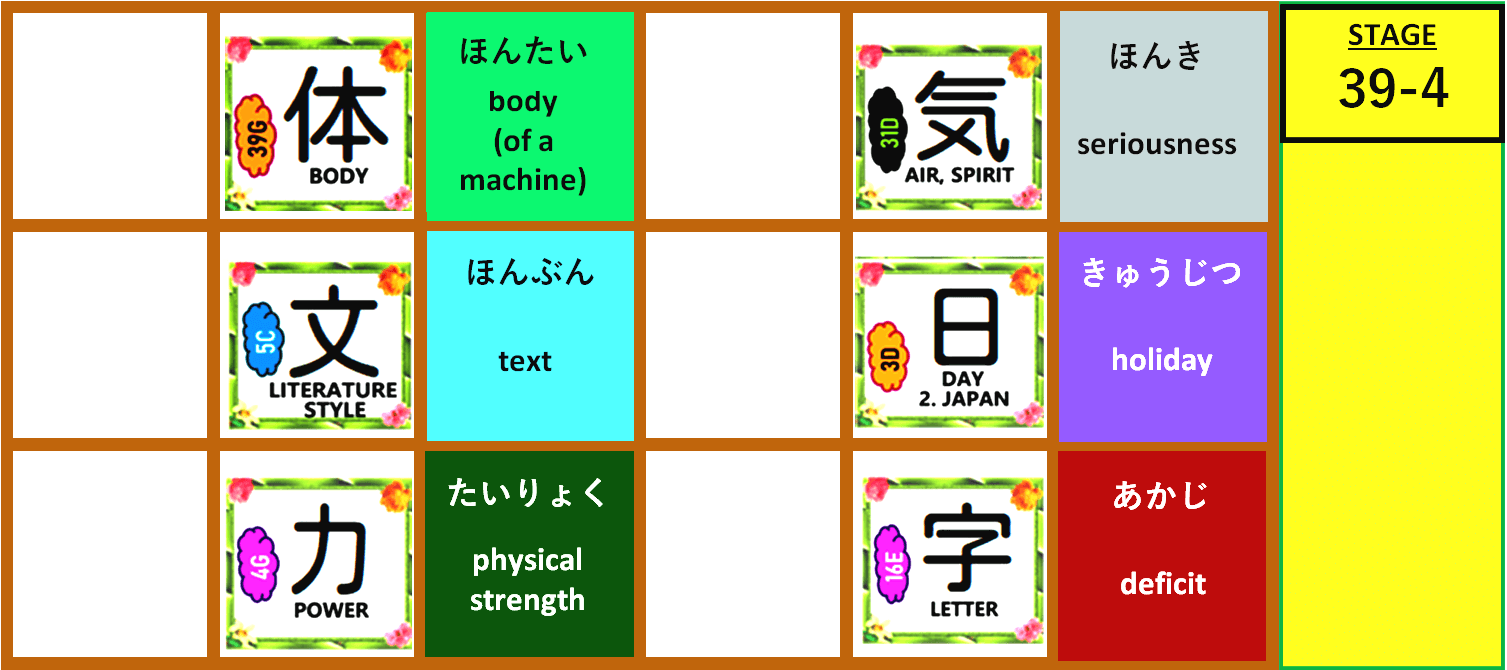 体
39G
BODY
ほんたい
body
(of a
machine)
気
31D
AIR, SPIRIT
ほんき
seriousness
STAGE
39-4
文
5C
LITERATURE
STYLE
ほんぶん
text
日
3D
DAY
2. JAPAN
きゅうじつ
holiday
力
4G
POWER
たいりょく
physical
strength
字
16E
LETTER
あかじ
deficit